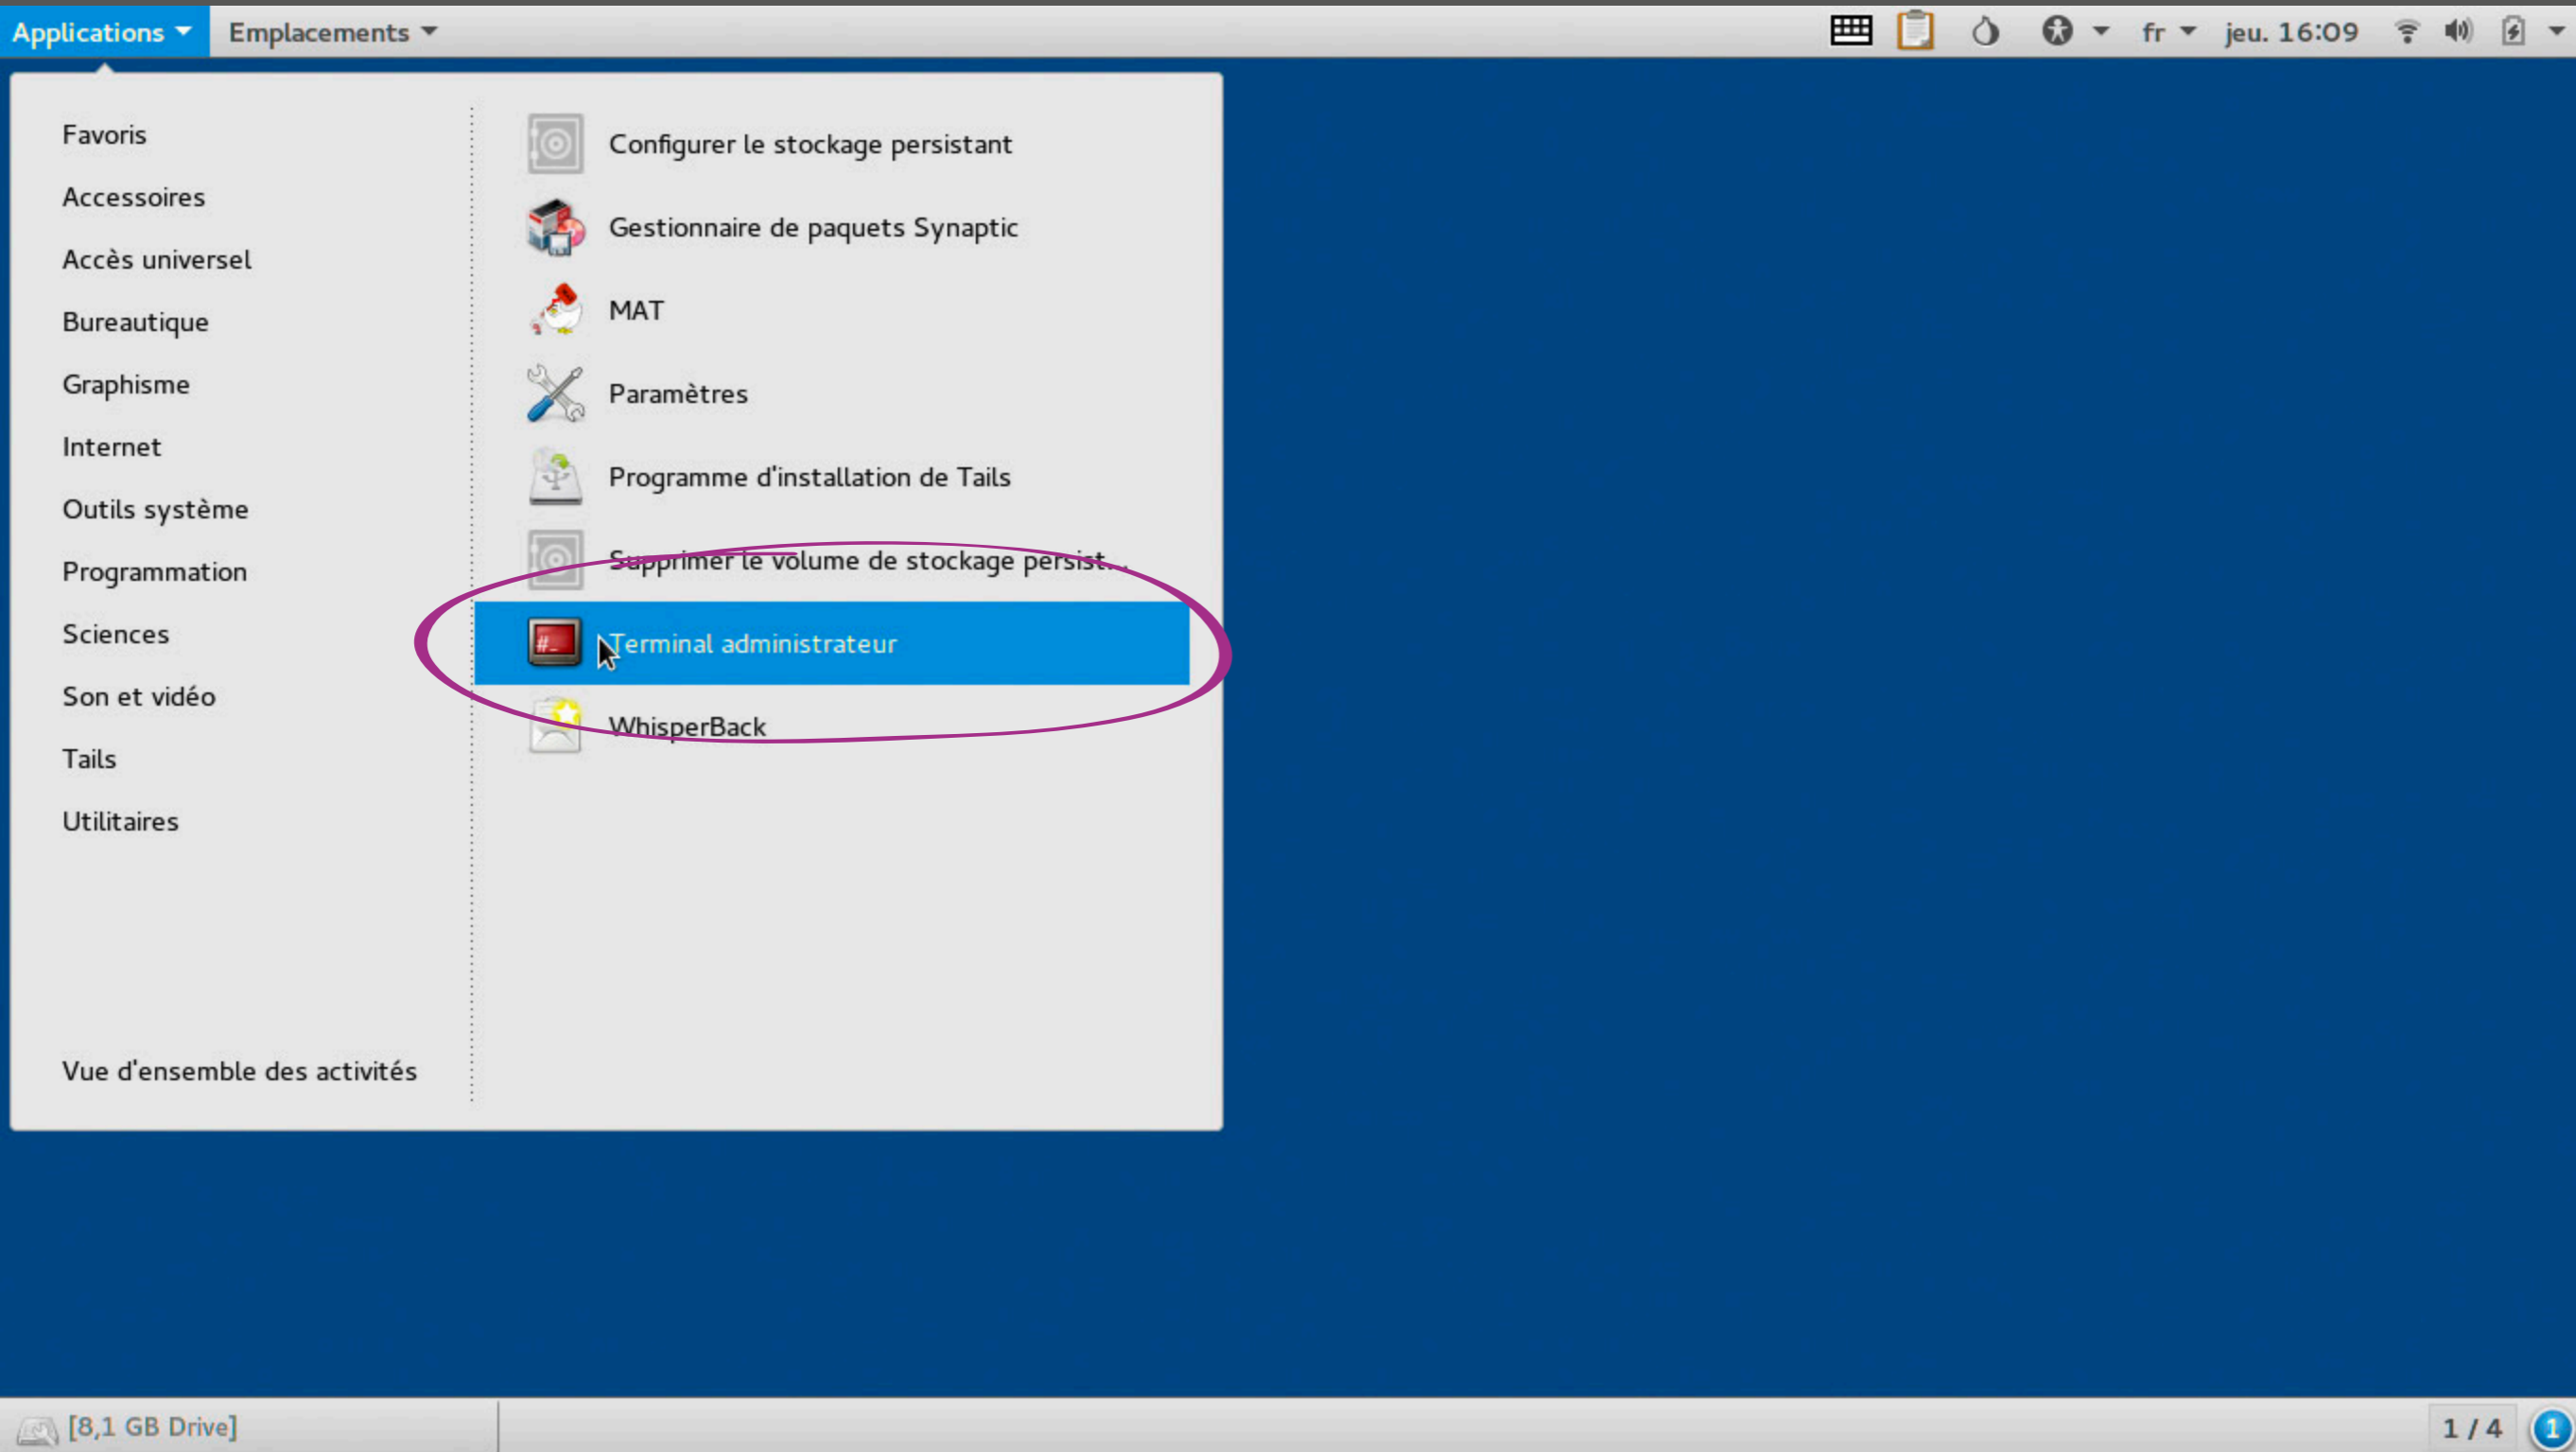 Applications Emplacements fr jeu. 16:09
Favoris
Accessoires
Accès universel
Bureautique
Graphisme
Internet
Outils système
Programmation
Sciences
Son et vidéo
Tails
Utilitaires
Vue d'ensemble des activités
Configurer le stockage persistant
Gestionnaire de paquets Synaptic
MAT
Paramètres
Programme d'installation de Tails
Supprimer le volume de stockage persist...
#_ Terminal administrateur
WhisperBack
[8,1 GB Drive] 1 / 4 1